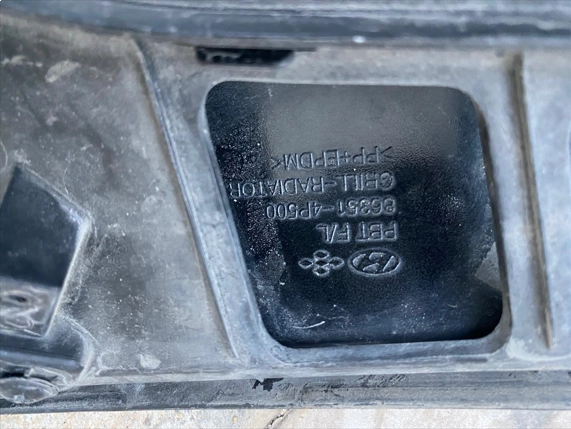 PBT F/L
86351-4P500
GRILL-RADIATOR
>PP+EPDM<